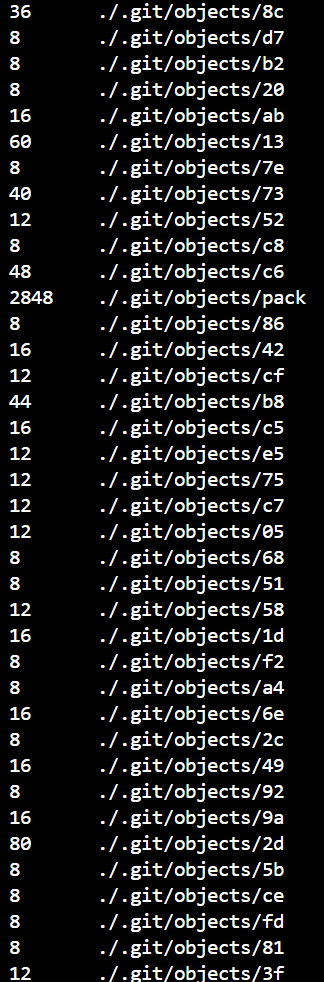 36      ./.git/objects/8c
8       ./.git/objects/d7
8       ./.git/objects/b2
8       ./.git/objects/20
16      ./.git/objects/ab
60      ./.git/objects/13
8       ./.git/objects/7e
40      ./.git/objects/73
12      ./.git/objects/52
8       ./.git/objects/c8
48      ./.git/objects/c6
2848    ./.git/objects/pack
8       ./.git/objects/86
16      ./.git/objects/42
12      ./.git/objects/cf
44      ./.git/objects/b8
16      ./.git/objects/c5
12      ./.git/objects/e5
12      ./.git/objects/75
12      ./.git/objects/c7
12      ./.git/objects/05
8       ./.git/objects/68
8       ./.git/objects/51
12      ./.git/objects/58
16      ./.git/objects/1d
8       ./.git/objects/f2
8       ./.git/objects/a4
16      ./.git/objects/6e
8       ./.git/objects/2c
16      ./.git/objects/49
8       ./.git/objects/92
16      ./.git/objects/9a
80      ./.git/objects/2d
8       ./.git/objects/5b
8       ./.git/objects/ce
8       ./.git/objects/fd
8       ./.git/objects/81
12      ./.git/objects/3f